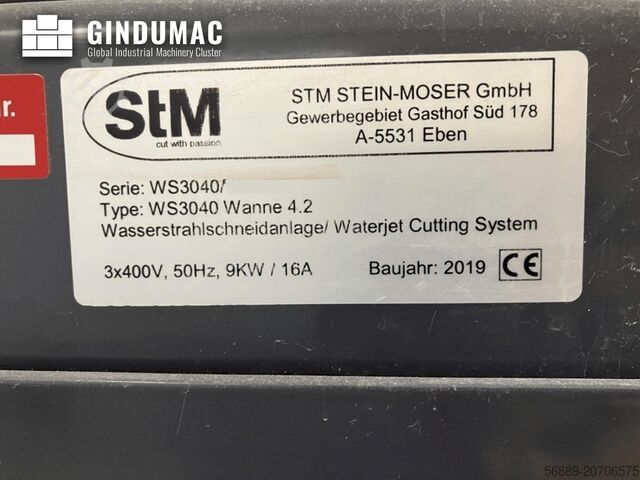 GINDUMAC
Global Industrial Machinery Cluster
r.
StM
cut with passion
STM STEIN-MOSER GmbH
Gewerbegebiet Gasthof Süd 178
A-5531 Eben
Serie: WS3040/
Type: WS3040 Wanne 4.2
Wasserstrahlschneidanlage/ Waterjet Cutting System
3x400V, 50Hz, 9KW / 16A Baujahr: 2019 CE
56889-20706575